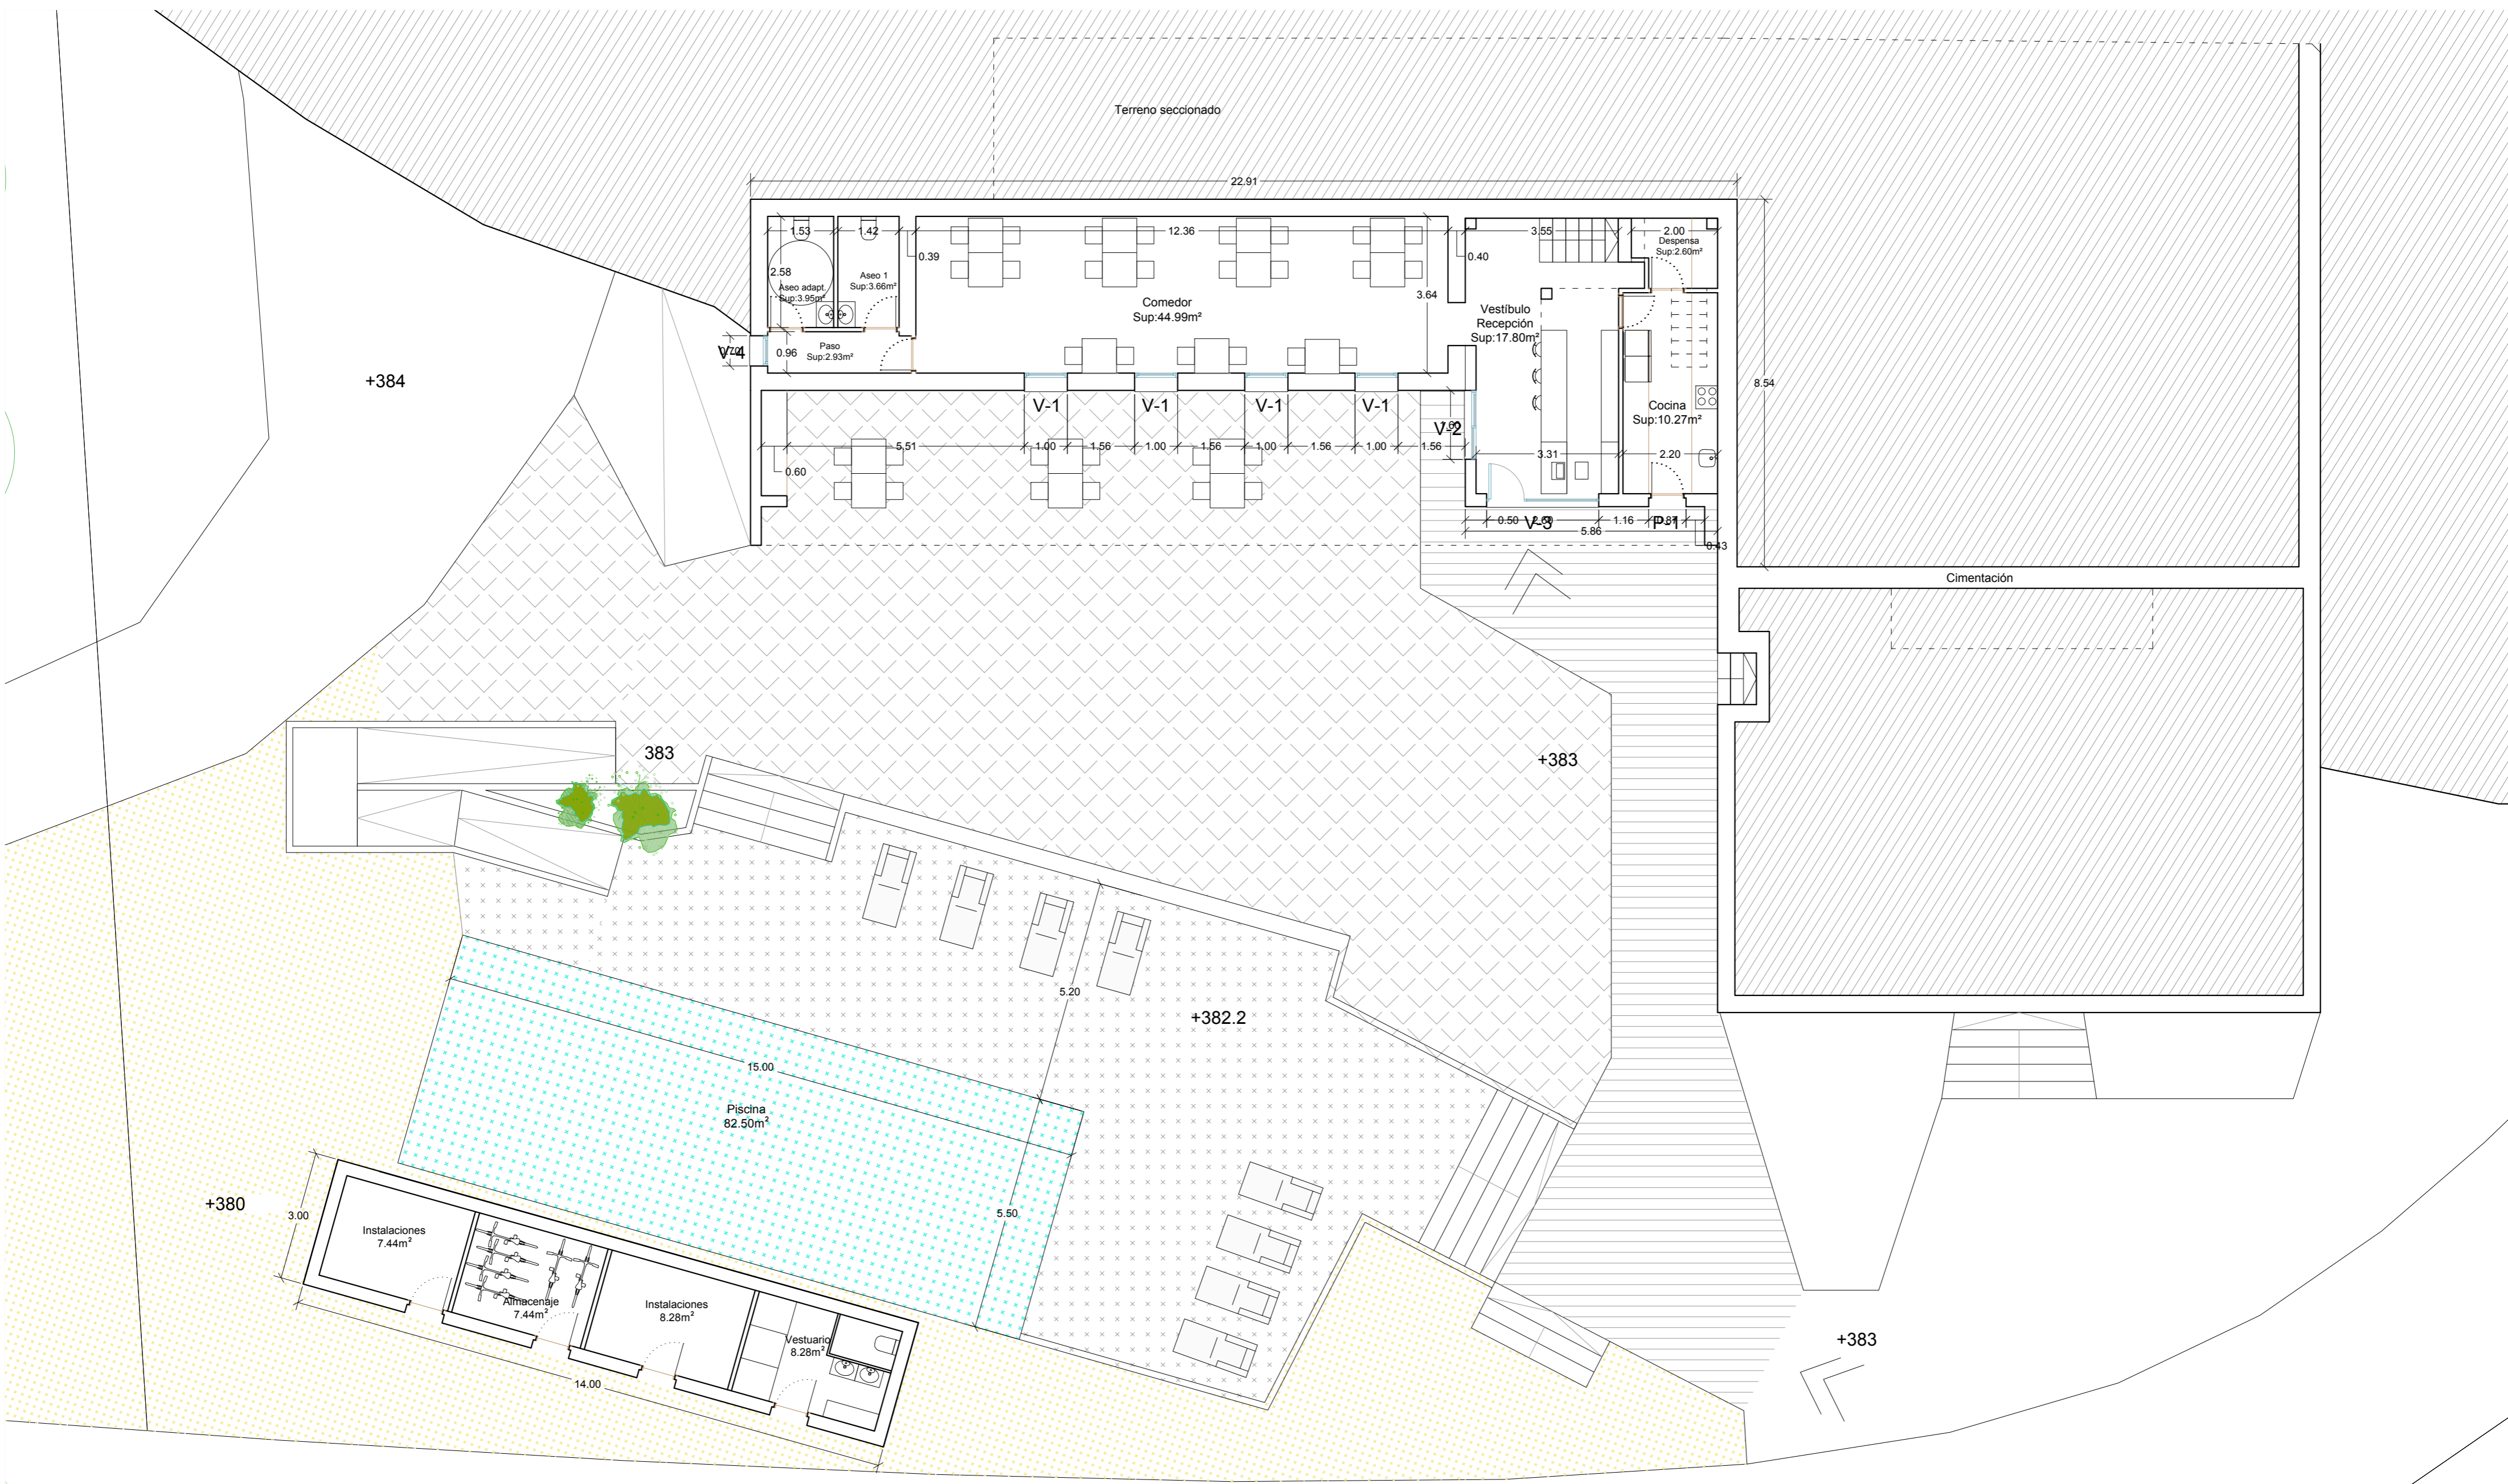 Terreno seccionado
22.91
1.53
1.42
12.36
3.55
2.00
Despensa
Sup:2.60m²
0.39
0.40
2.58
Aseo 1
Sup:3.66m²
Aseo adapt.
Sup:3.95m²
3.64
Comedor
Sup:44.99m²
Vestíbulo
Recepción
Sup:17.80m²
V-4
0.70
0.96
Paso
Sup:2.93m²
+384
8.54
V-1
V-1
V-1
V-1
Cocina
Sup:10.27m²
V-2
5.51
1.00
1.56
1.00
1.56
1.00
1.56
1.00
1.56
3.31
2.20
0.60
0.50
V-3
1.16
P-1
0.87
5.86
0.43
Cimentación
383
+383
5.20
+382.2
15.00
Piscina
82.50m²
+380
3.00
5.50
Instalaciones
7.44m²
Almacenaje
7.44m²
Instalaciones
8.28m²
Vestuario
8.28m²
14.00
+383